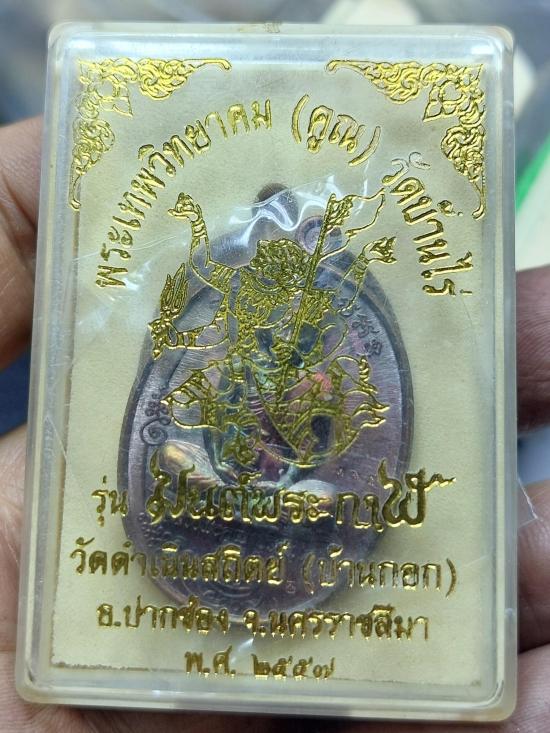 พระเทพวิทยาคม (คูณ) วัดบ้านไร่
รุ่น มนต์พระกาฬ
วัดดำเนินสถิตย์ (บ้านกอก)
อ.ปากช่อง จ.นครราชสีมา
พ.ศ. ๒๕๕๗